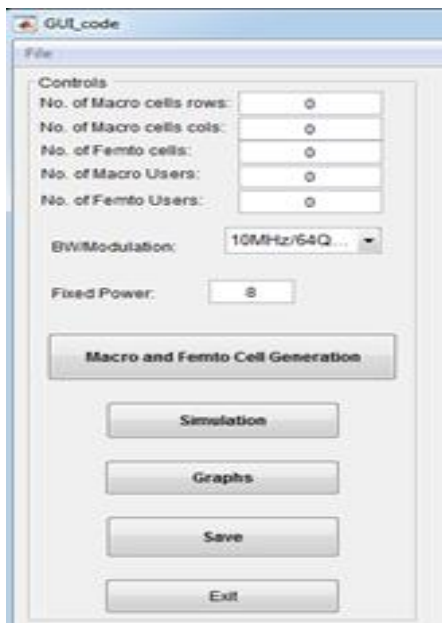 GUI_code
File
Controls
No. of Macro cells rows: 0
No. of Macro cells cols: 0
No. of Femto cells: 0
No. of Macro Users: 0
No. of Femto Users: 0
BW/Modulation: 10MHz/64Q...
Fixed Power: 8
Macro and Femto Cell Generation
Simulation
Graphs
Save
Exit